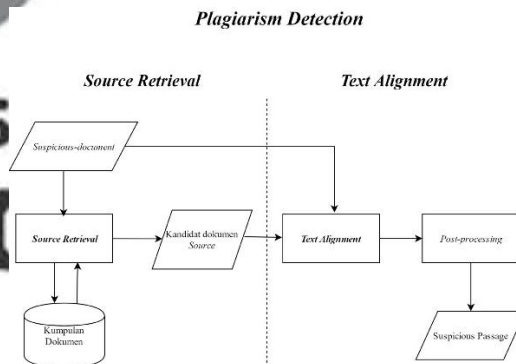 Plagiarism Detection
Source Retrieval
Text Alignment
Suspicious-document
Source Retrieval
Kandidat dokumen
Source
Text Alignment
Post-processing
Kumpulan
Dokumen
Suspicious Passage